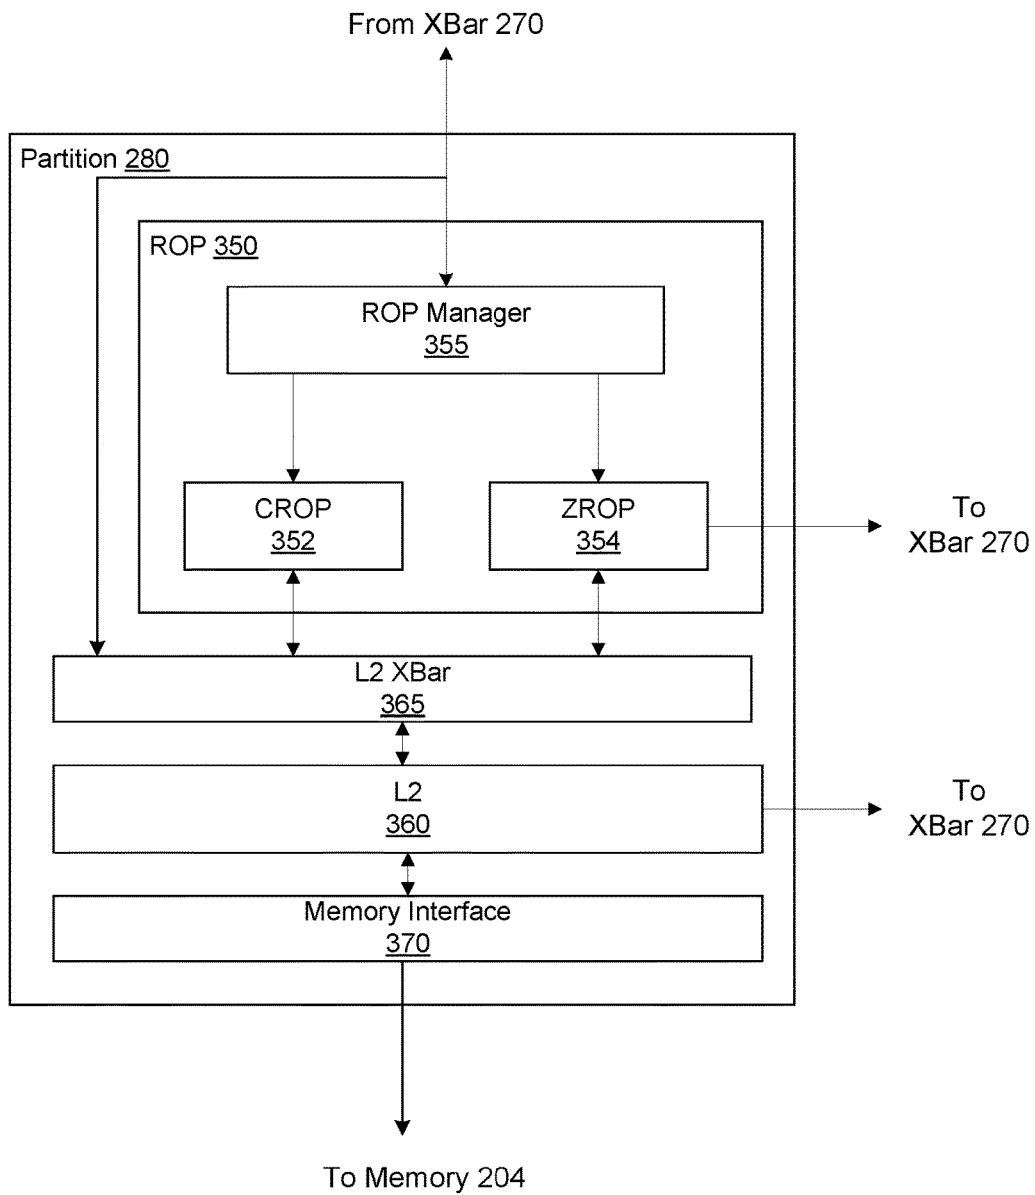 From XBar 270
Partition 280
ROP 350
ROP Manager
355
CROP
352
ZROP
354
To
XBar 270
L2 XBar
365
L2
360
To
XBar 270
Memory Interface
370
To Memory 204